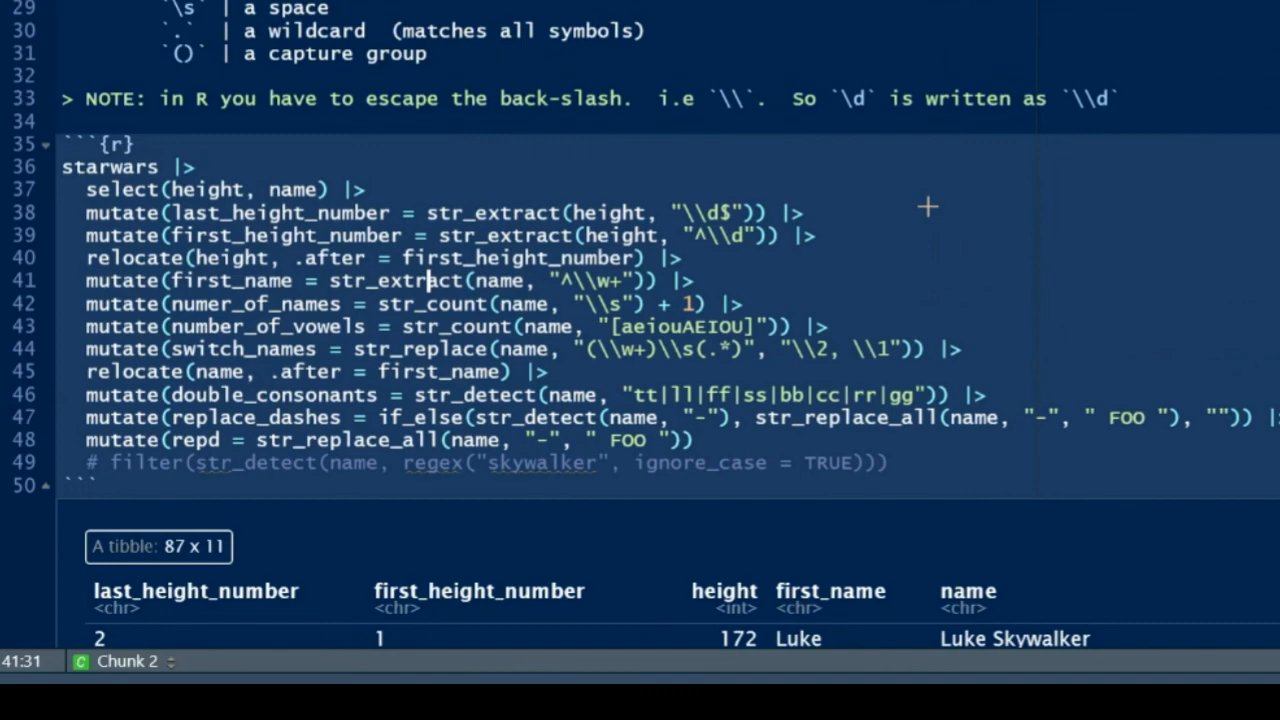 29 `\s` | a space
30 `.` | a wildcard (matches all symbols)
31 `()` | a capture group
32
33 > NOTE: in R you have to escape the back-slash. i.e `\\`. So `\d` is written as `\\d`
34
35 ```{r}
36 starwars |>
37 select(height, name) |>
38 mutate(last_height_number = str_extract(height, "\\d$")) |>
39 mutate(first_height_number = str_extract(height, "^\\d")) |>
40 relocate(height, .after = first_height_number) |>
41 mutate(first_name = str_extract(name, "^\\w+")) |>
42 mutate(numer_of_names = str_count(name, "\\s") + 1) |>
43 mutate(number_of_vowels = str_count(name, "[aeiouAEIOU]")) |>
44 mutate(switch_names = str_replace(name, "(\\w+)\\s(.*)", "\\2, \\1")) |>
45 relocate(name, .after = first_name) |>
46 mutate(double_consonants = str_detect(name, "tt|ll|ff|ss|bb|cc|rr|gg")) |>
47 mutate(replace_dashes = if_else(str_detect(name, "-"), str_replace_all(name, "-", " FOO "), "")) |
48 mutate(repd = str_replace_all(name, "-", " FOO "))
49 # filter(str_detect(name, regex("skywalker", ignore_case = TRUE)))
50 ```
A tibble: 87 x 11
last_height_number first_height_number height first_name name
<chr> <chr> <int> <chr> <chr>
2 1 172 Luke Luke Skywalker
41:31 C Chunk 2